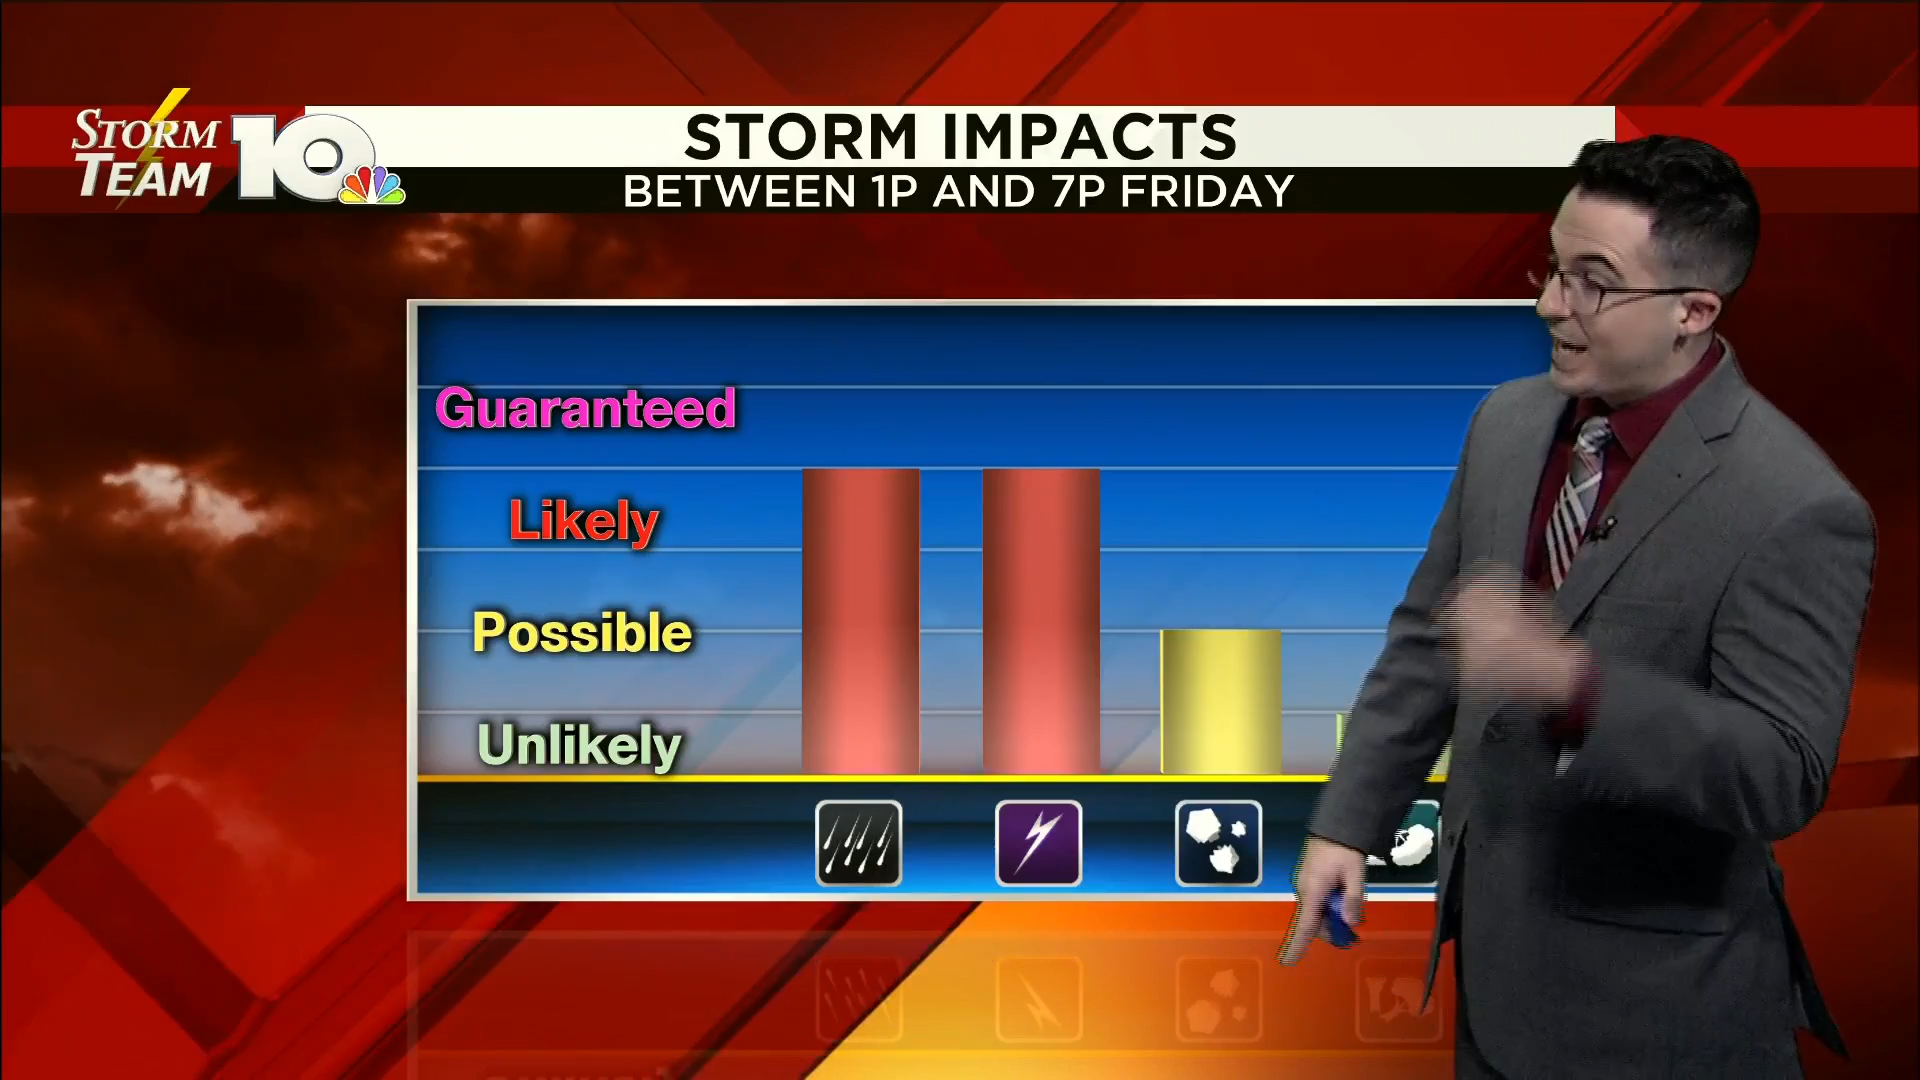 STORM
TEAM
10
STORM IMPACTS
BETWEEN 1P AND 7P FRIDAY
Guaranteed
Likely
Possible
Unlikely